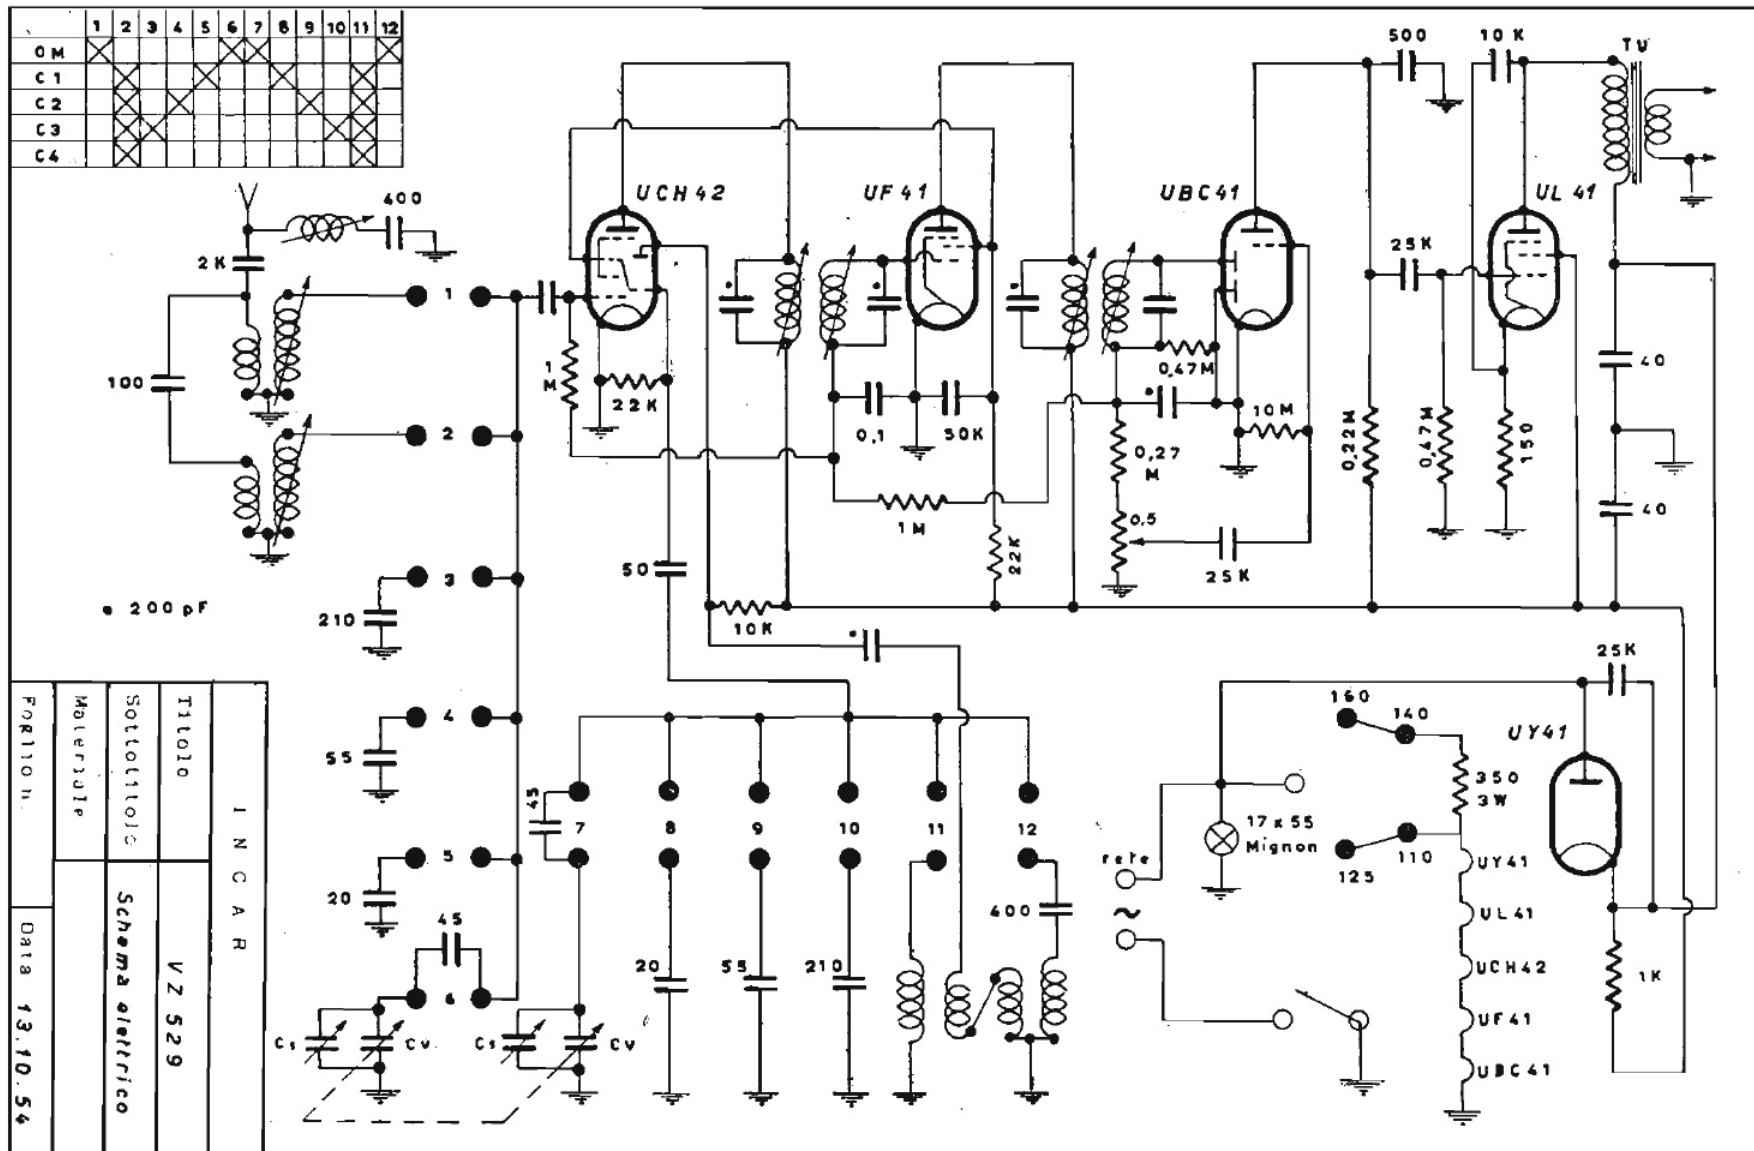 1 2 3 4 5 6 7 8 9 10 11 12
OM
C1
C2
C3
C4
400
2K
100
• 200 pF
UCH42
UF41
UBC41
UL41
TU
500
10K
25K
1
1M
22K
0,1
50K
0,47M
10M
0,27M
0,22M
0,47M
150
40
40
2
1M
0,5
25K
22K
50
10K
3
210
4
55
5
20
45
6
Cs
Cv
Cs
Cv
45
7
8
9
10
11
12
20
55
210
400
rete
~
17 x 55
Mignon
160
140
350
3W
125
110
UY41
25K
1K
UY41
UL41
UCH42
UF41
UBC41
INCAR
Titolo
VZ 529
Sottotitolo
Schema elettrico
Materiale
Foglio n.
Data 13.10.54